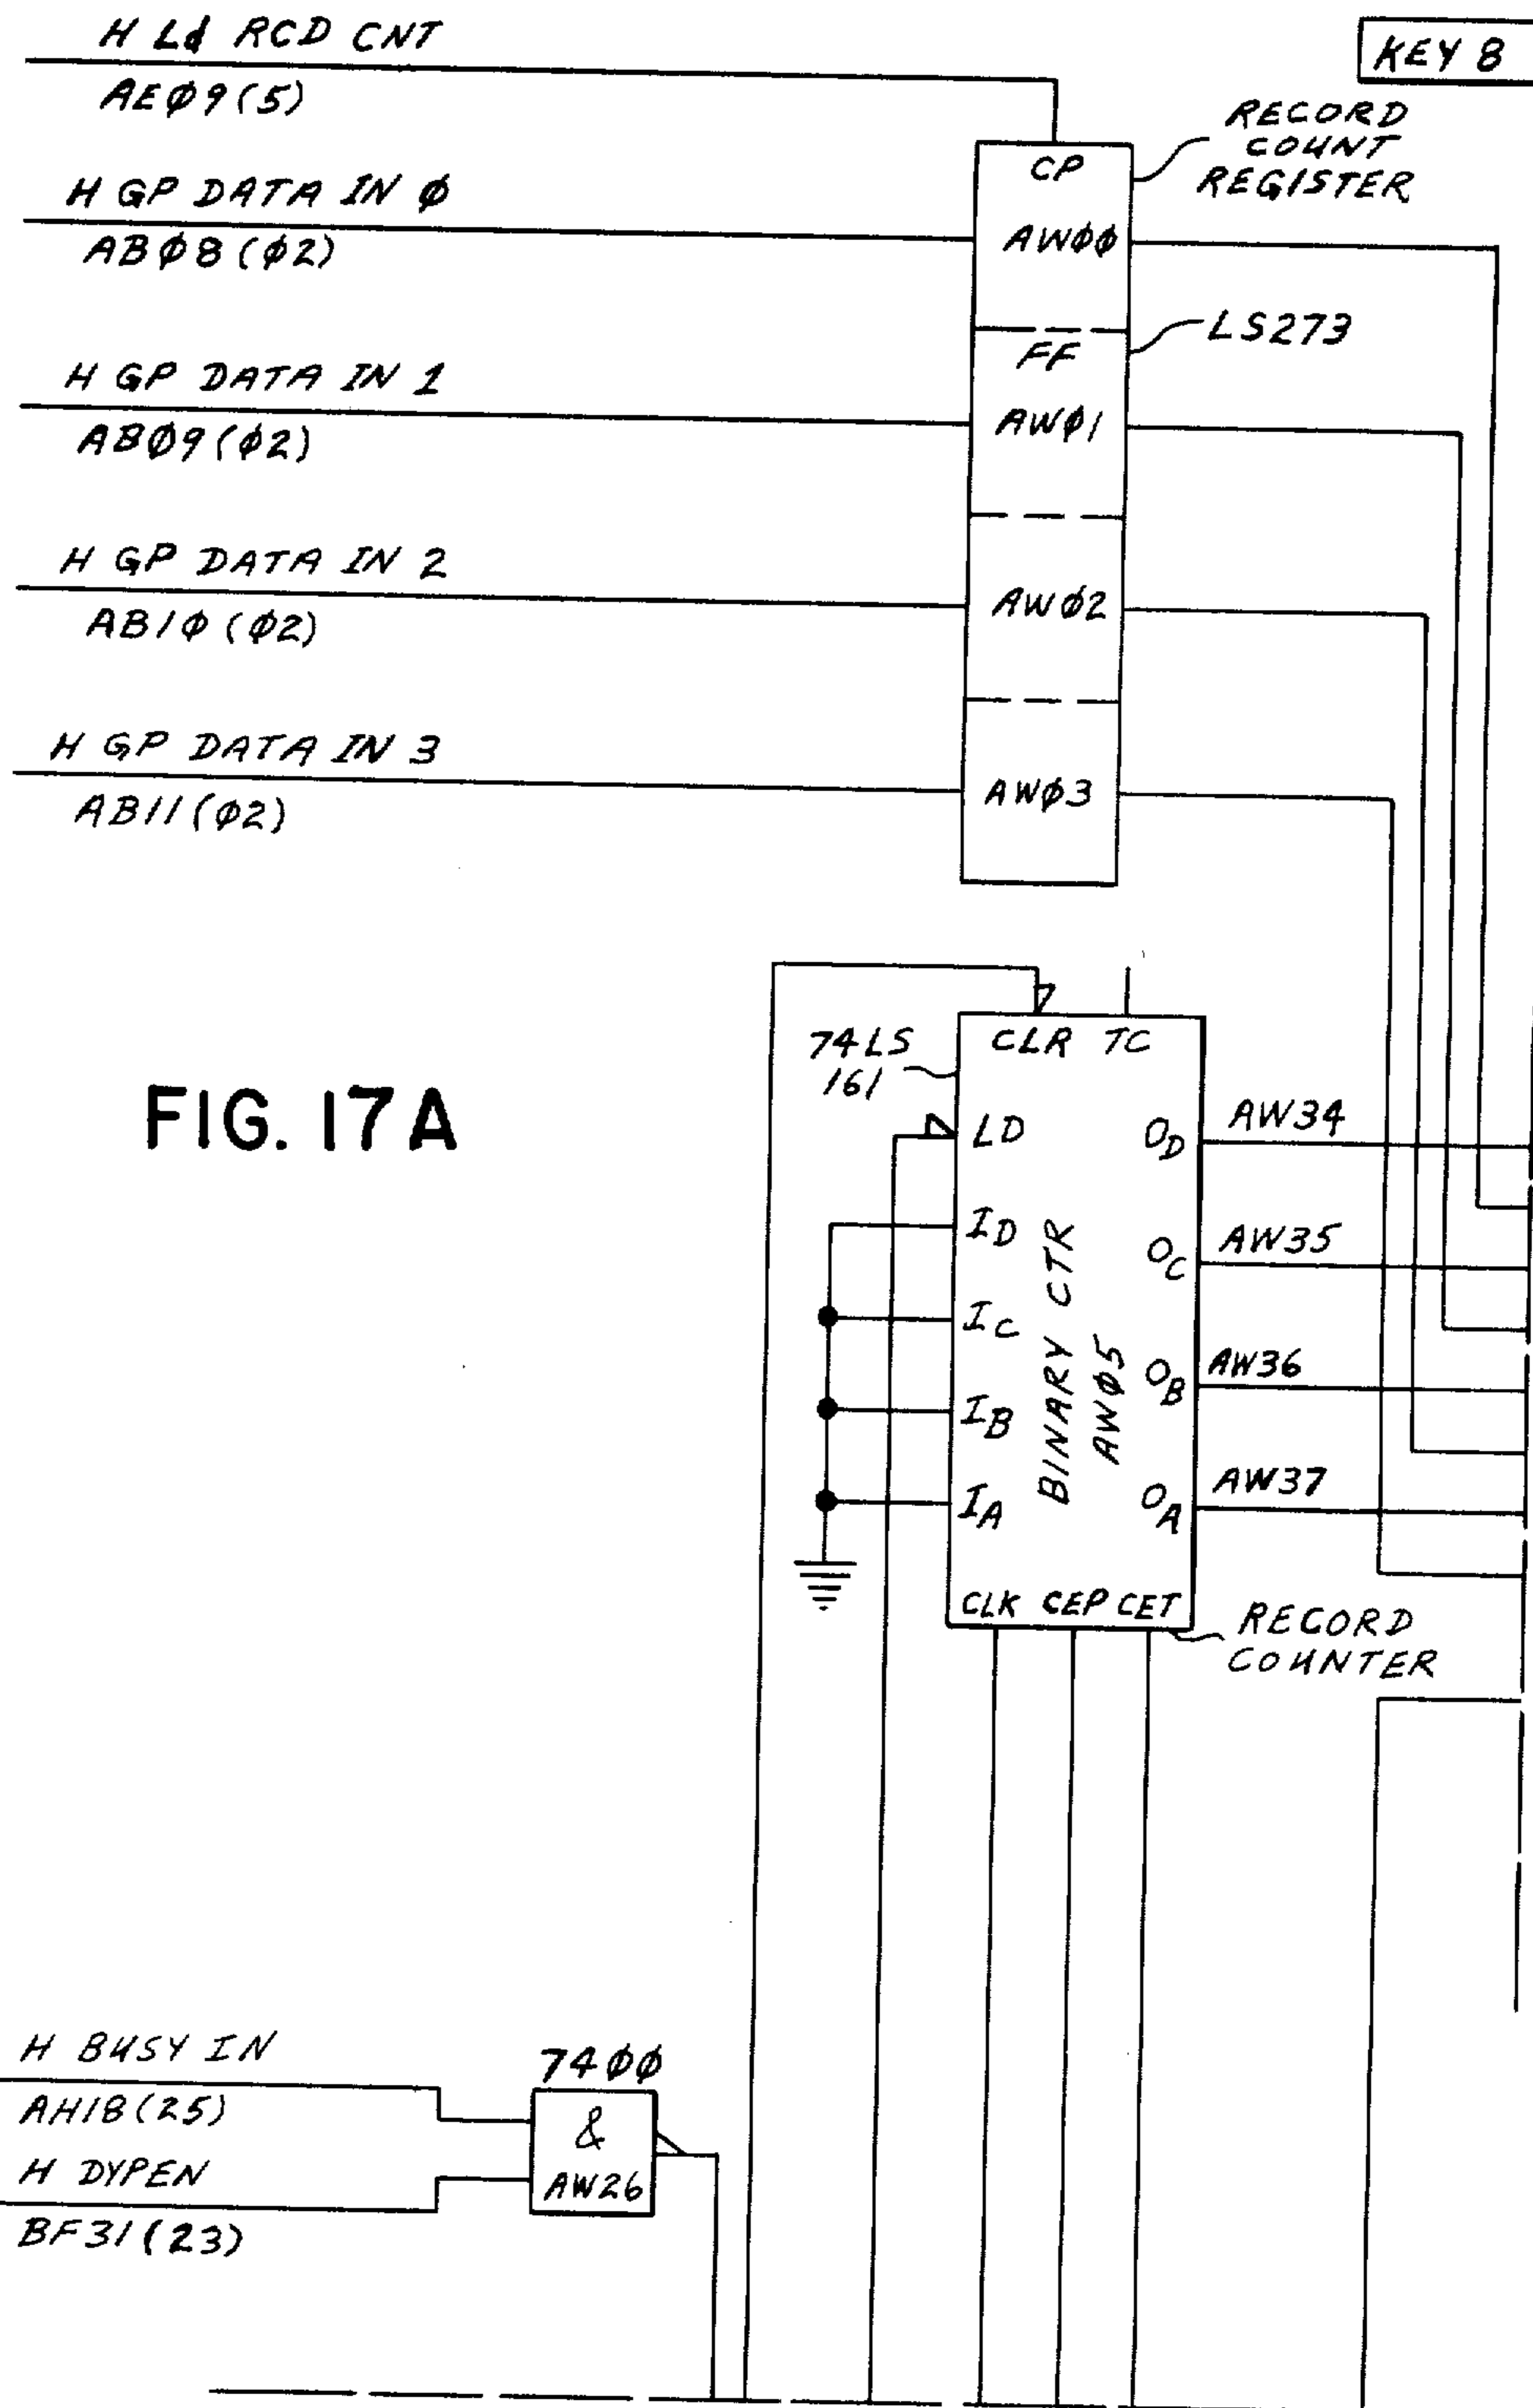 H Ld RCD CNT
AEØ9(5)
KEY 8
RECORD
COUNT
REGISTER
CP
H GP DATA IN Ø
ABØ8 (Ø2)
AWØØ
LS273
FF
H GP DATA IN 1
ABØ9 (Ø2)
AWØ1
H GP DATA IN 2
AB1Ø (Ø2)
AWØ2
H GP DATA IN 3
AB11 (Ø2)
AWØ3
FIG. 17A
74LS
161
CLR TC
LD
OD
AW34
ID
OC
AW35
IC
BINARY CTR
AWØ5
OB
AW36
IB
OA
AW37
IA
CLK CEP CET
RECORD
COUNTER
H BUSY IN
AH18 (25)
74ØØ
&
AW26
H DYPEN
BF31 (23)